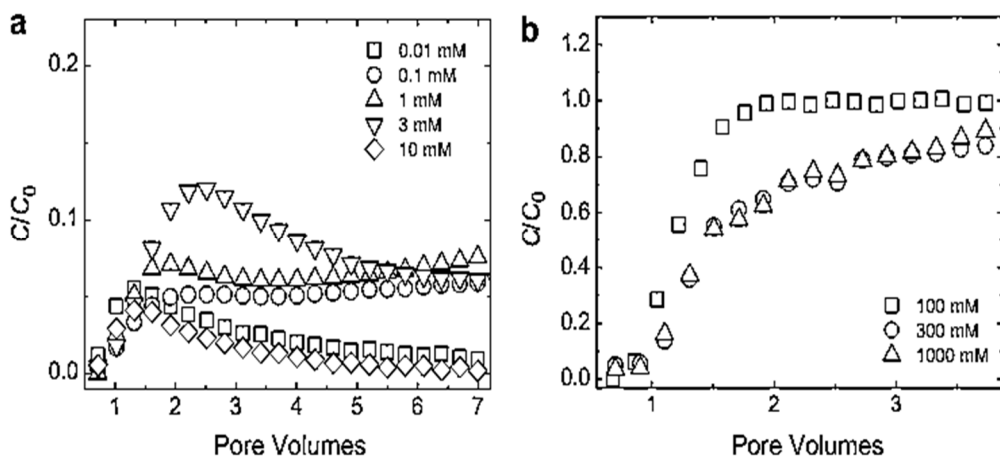 a
0.2
0.1
0.0
C/C0
0.01 mM
0.1 mM
1 mM
3 mM
10 mM
1 2 3 4 5 6 7
Pore Volumes
b
1.2
1.0
0.8
0.6
0.4
0.2
0.0
C/C0
100 mM
300 mM
1000 mM
1 2 3
Pore Volumes